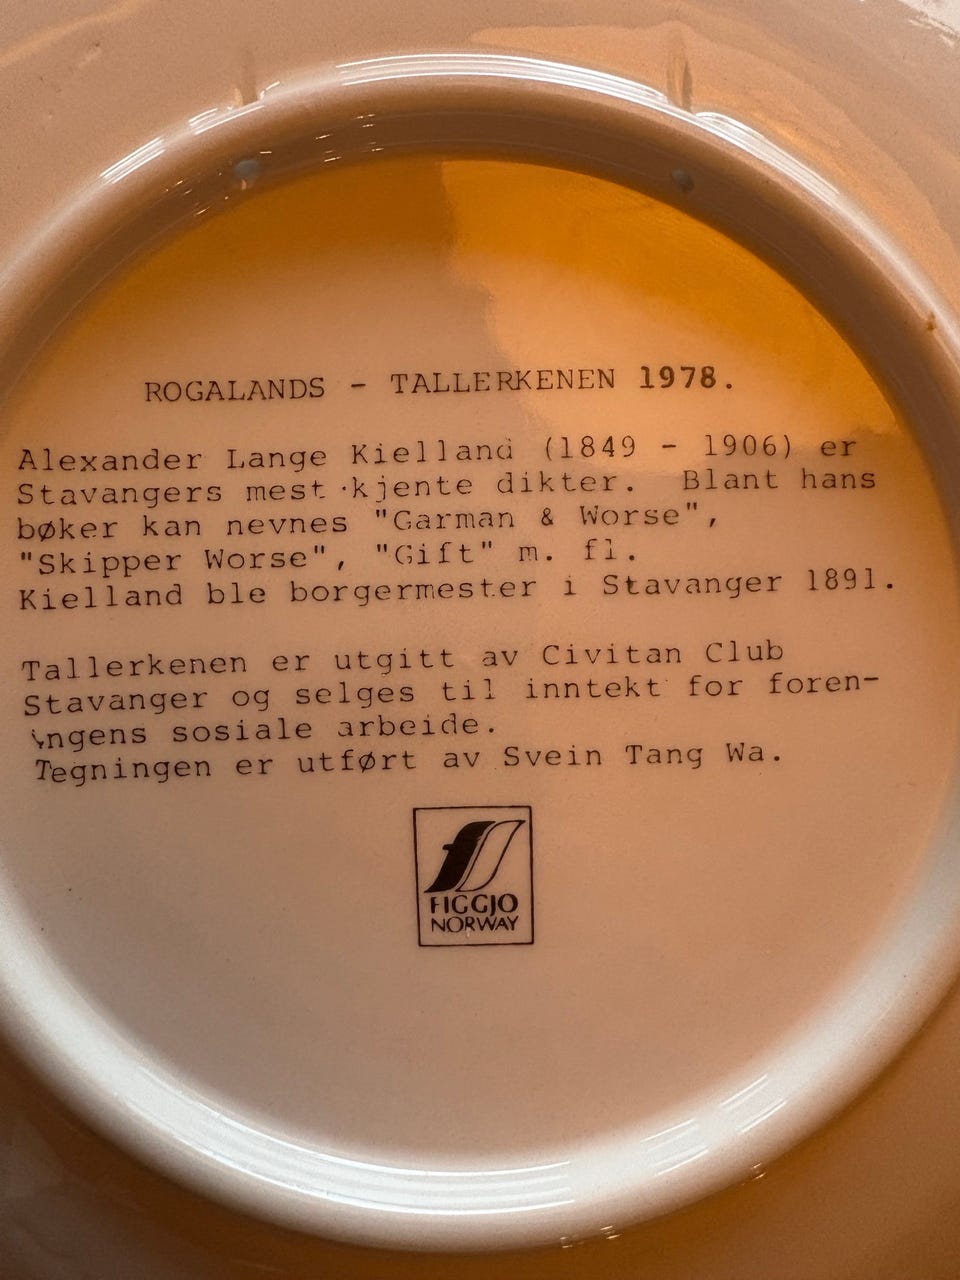 ROGALANDS - TALLERKENEN 1978.
Alexander Lange Kielland (1849 - 1906) er
Stavangers mest kjente dikter. Blant hans
bøker kan nevnes "Garman & Worse",
"Skipper Worse", "Gift" m. fl.
Kielland ble borgermester i Stavanger 1891.
Tallerkenen er utgitt av Civitan Club
Stavanger og selges til inntekt for foren-
ingens sosiale arbeide.
Tegningen er utført av Svein Tang Wa.
FIGGJO
NORWAY